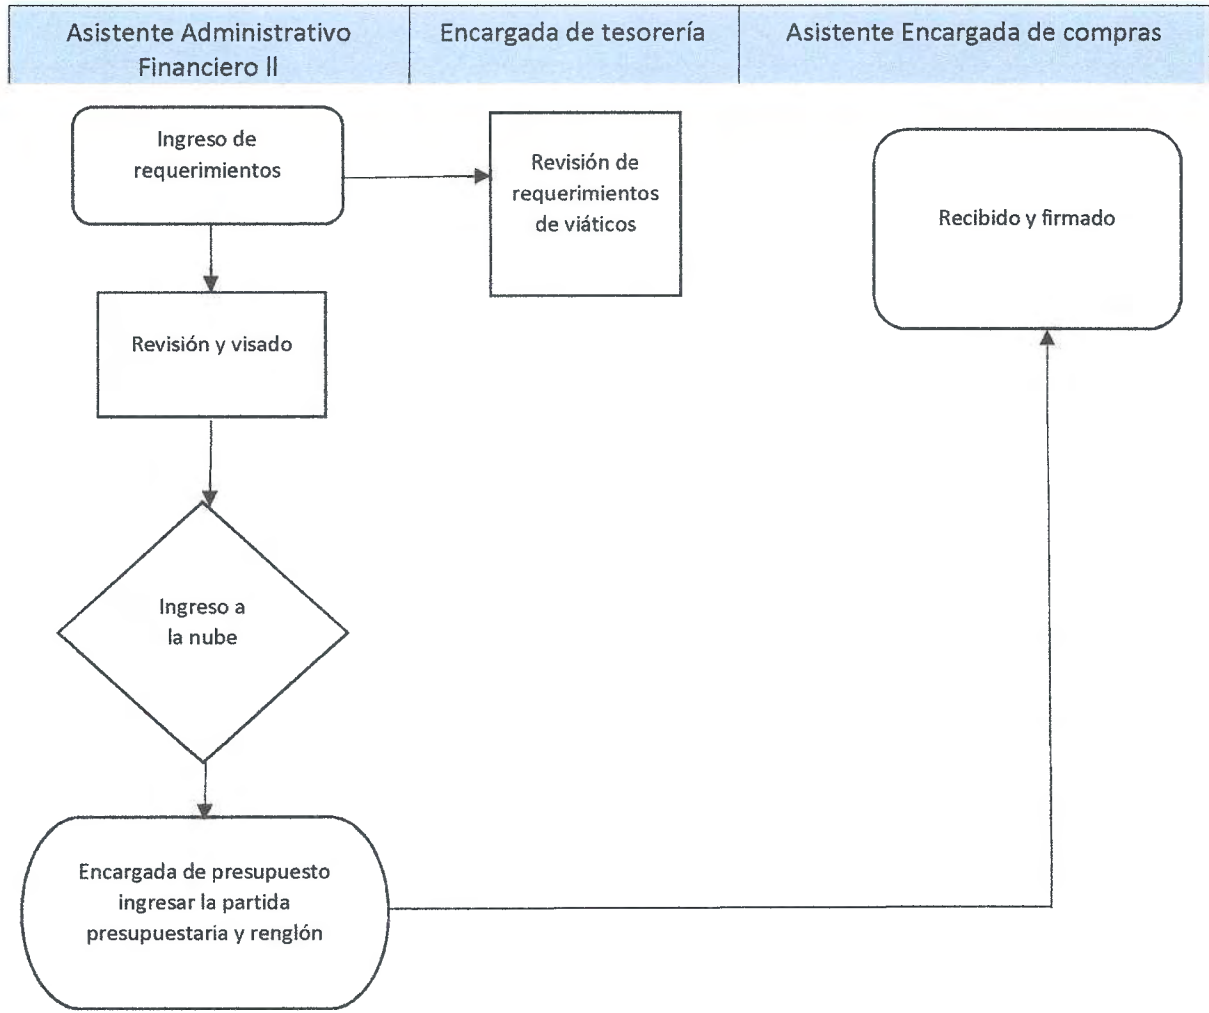 Asistente Administrativo
Financiero II
Encargada de tesorería
Asistente Encargada de compras
Ingreso de
requerimientos
Revisión de
requerimientos
de viáticos
Recibido y firmado
Revisión y visado
Ingreso a
la nube
Encargada de presupuesto
ingresar la partida
presupuestaria y renglón